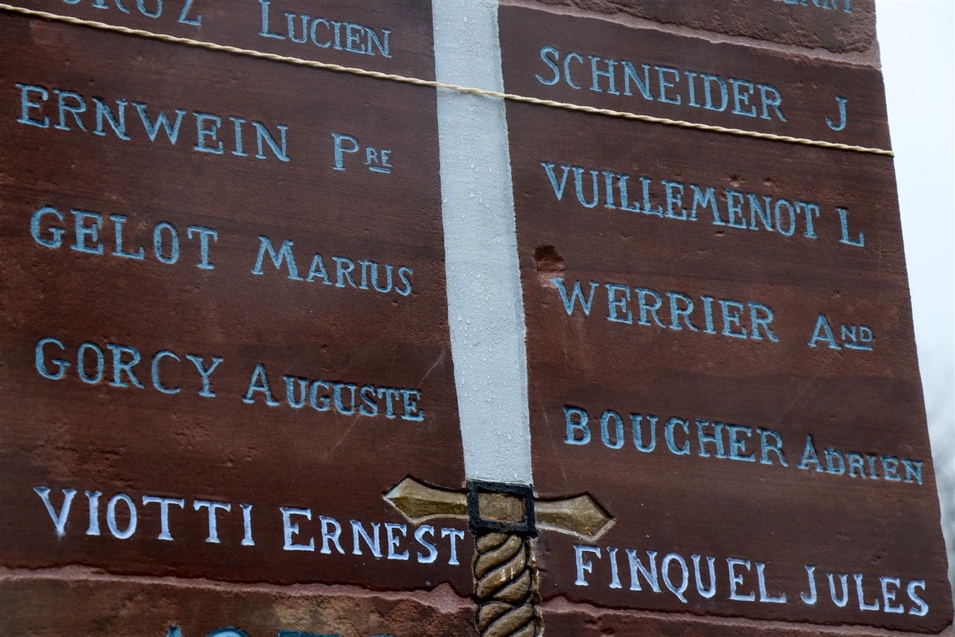 LUCIEN
ERNWEIN PRE
GELOT MARIUS
GORCY AUGUSTE
VIOTTI ERNEST
SCHNEIDER J
VUILLEMENOT L
WERRIER AND
BOUCHER ADRIEN
FINQUEL JULES